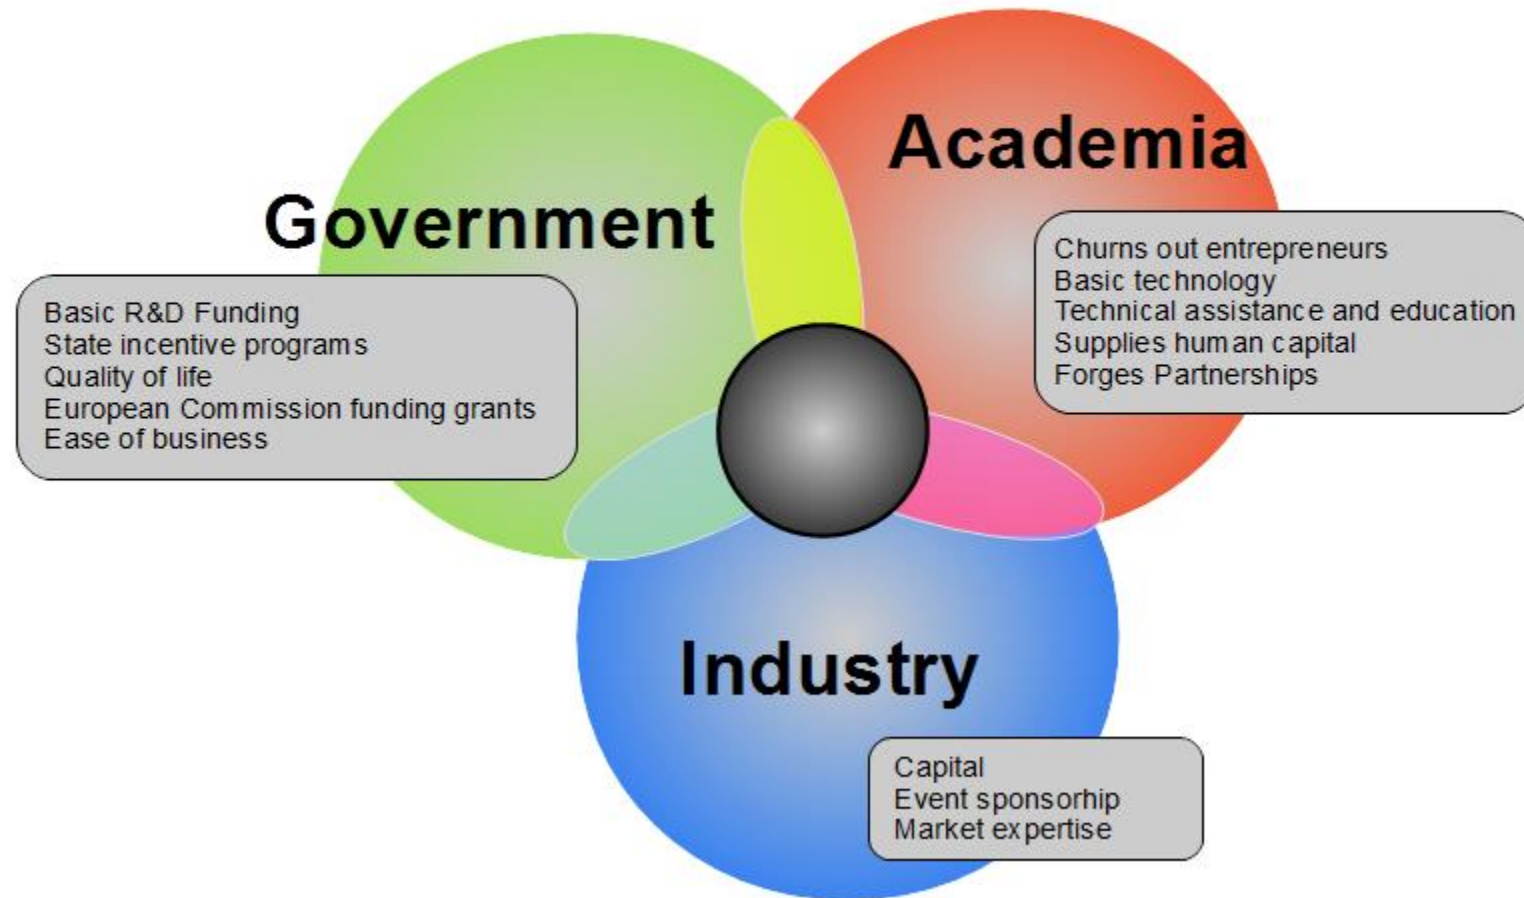 Academia
Government
Churns out entrepreneurs
Basic technology
Technical assistance and education
Supplies human capital
Forges Partnerships
Basic R&D Funding
State incentive programs
Quality of life
European Commission funding grants
Ease of business
Industry
Capital
Event sponsorhip
Market expertise